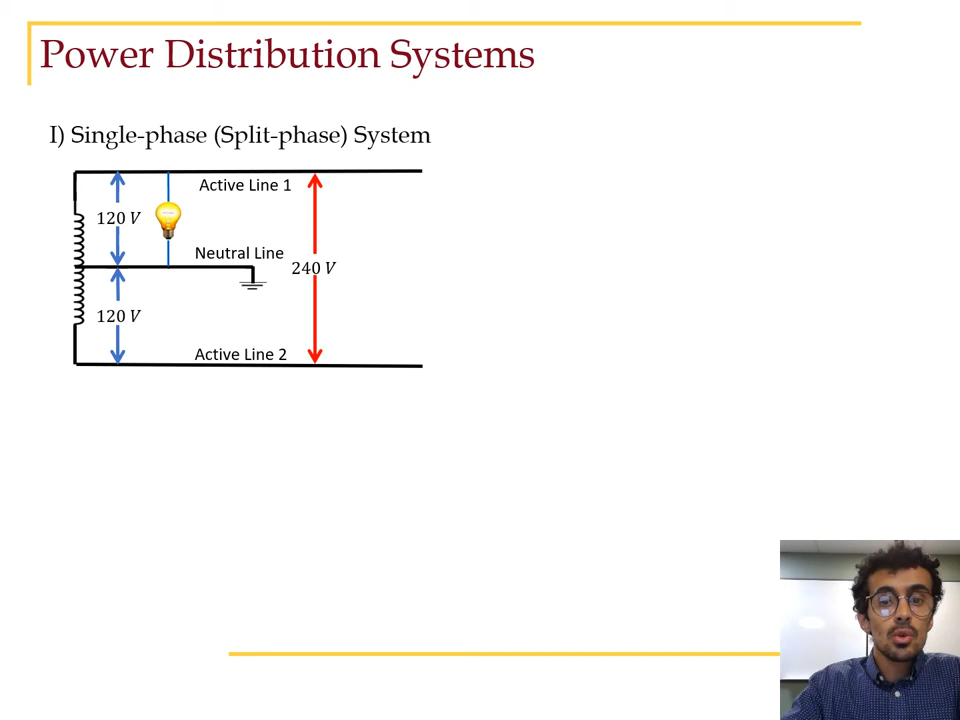 Power Distribution Systems
I) Single-phase (Split-phase) System
Active Line 1
120 V
Neutral Line
240 V
120 V
Active Line 2